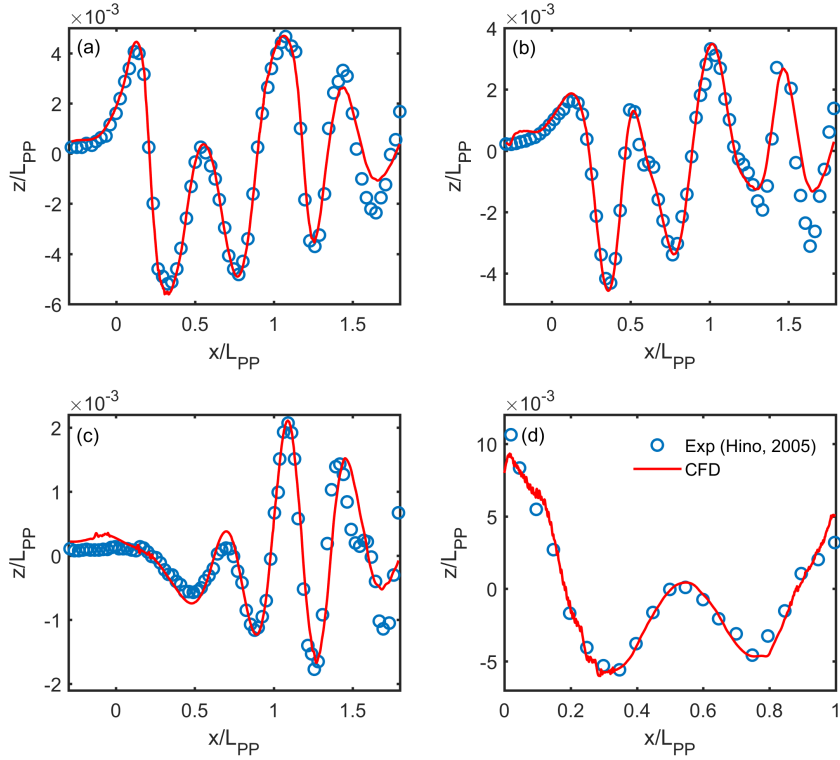 ×10⁻³
(a)
4
2
0
-2
-4
-6
z/L_PP
0 0.5 1 1.5
x/L_PP
×10⁻³
(b)
4
2
0
-2
-4
z/L_PP
0 0.5 1 1.5
x/L_PP
×10⁻³
(c)
2
1
0
-1
-2
z/L_PP
0 0.5 1 1.5
x/L_PP
×10⁻³
(d)
Exp (Hino, 2005)
CFD
10
5
0
-5
z/L_PP
0 0.2 0.4 0.6 0.8 1
x/L_PP